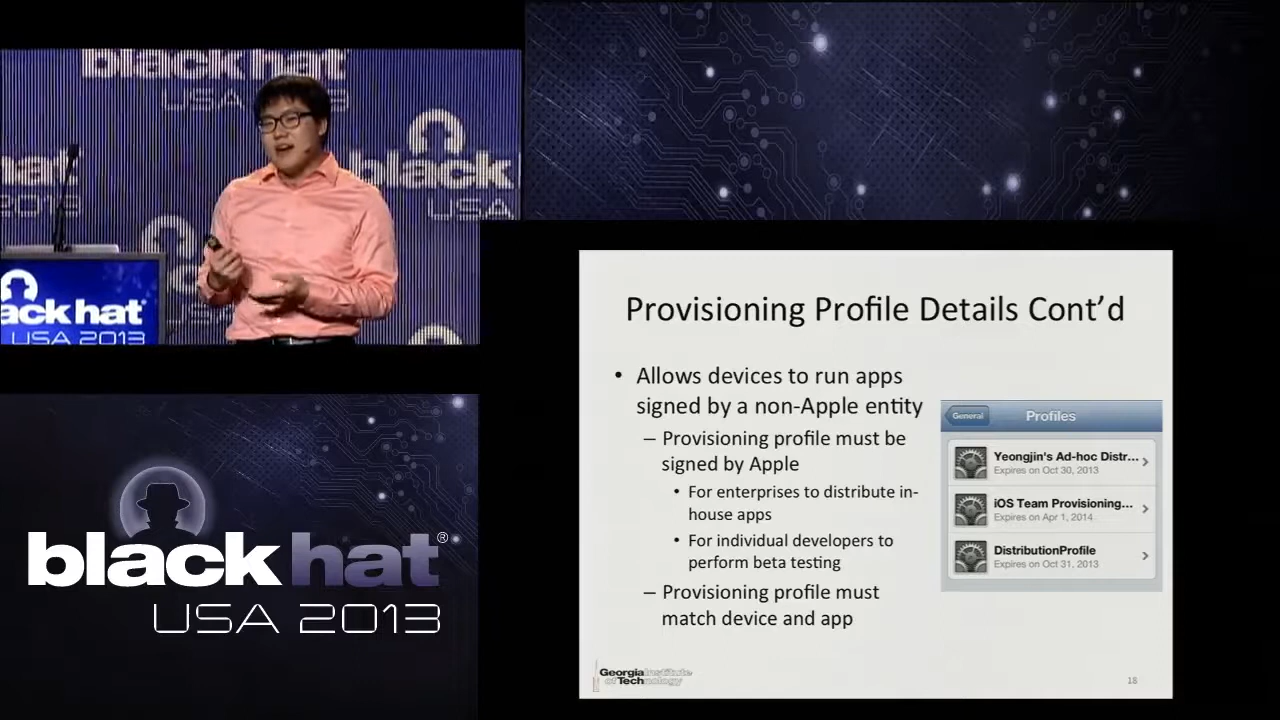 black hat
USA 2013
hat
2013
black
USA
ack hat
USA 2013
black hat®
USA 2013
Provisioning Profile Details Cont'd
• Allows devices to run apps
signed by a non-Apple entity
– Provisioning profile must be
signed by Apple
• For enterprises to distribute in-
house apps
• For individual developers to
perform beta testing
– Provisioning profile must
match device and app
General
Profiles
Yeongjin's Ad-hoc Distr...
Expires on Oct 30, 2013
iOS Team Provisioning...
Expires on Apr 1, 2014
DistributionProfile
Expires on Oct 31, 2013
Georgia Institute
of Technology
18